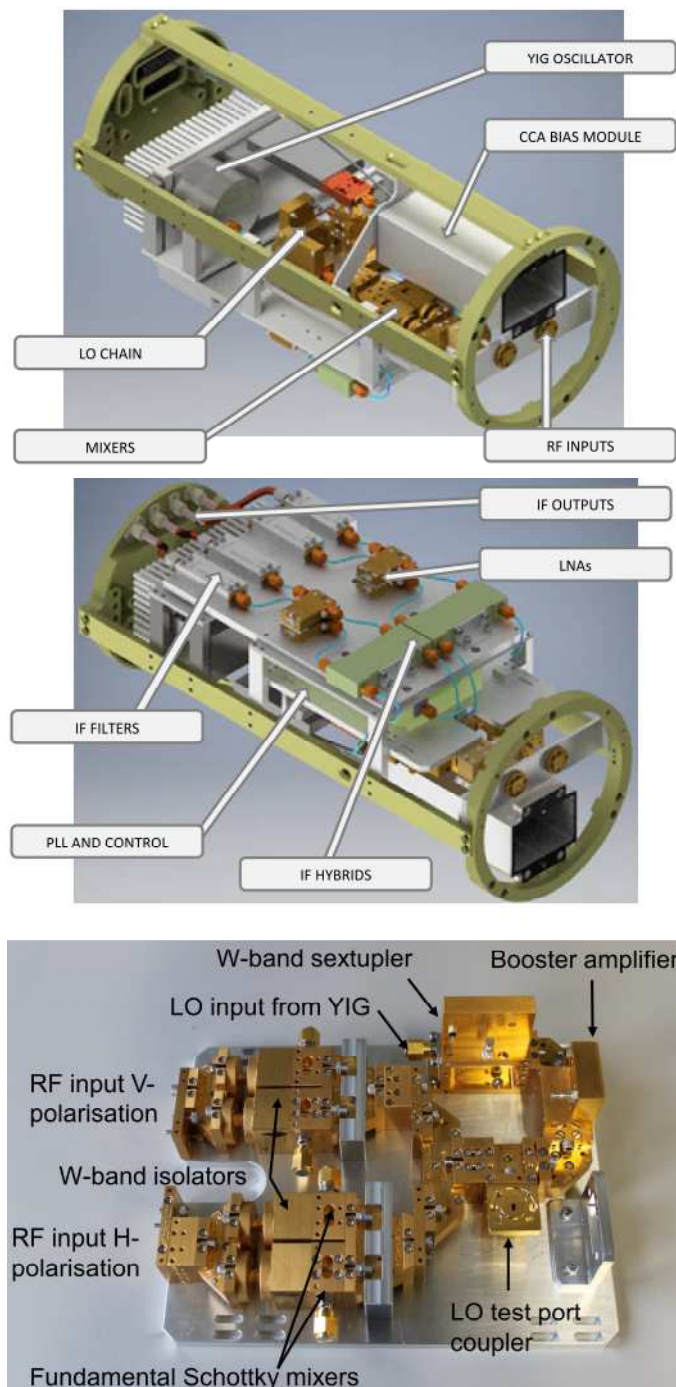 YIG OSCILLATOR
CCA BIAS MODULE
LO CHAIN
MIXERS
RF INPUTS
IF OUTPUTS
LNAs
IF FILTERS
PLL AND CONTROL
IF HYBRIDS
W-band sextupler
Booster amplifier
LO input from YIG
RF input V-
polarisation
W-band isolators
RF input H-
polarisation
LO test port
coupler
Fundamental Schottky mixers